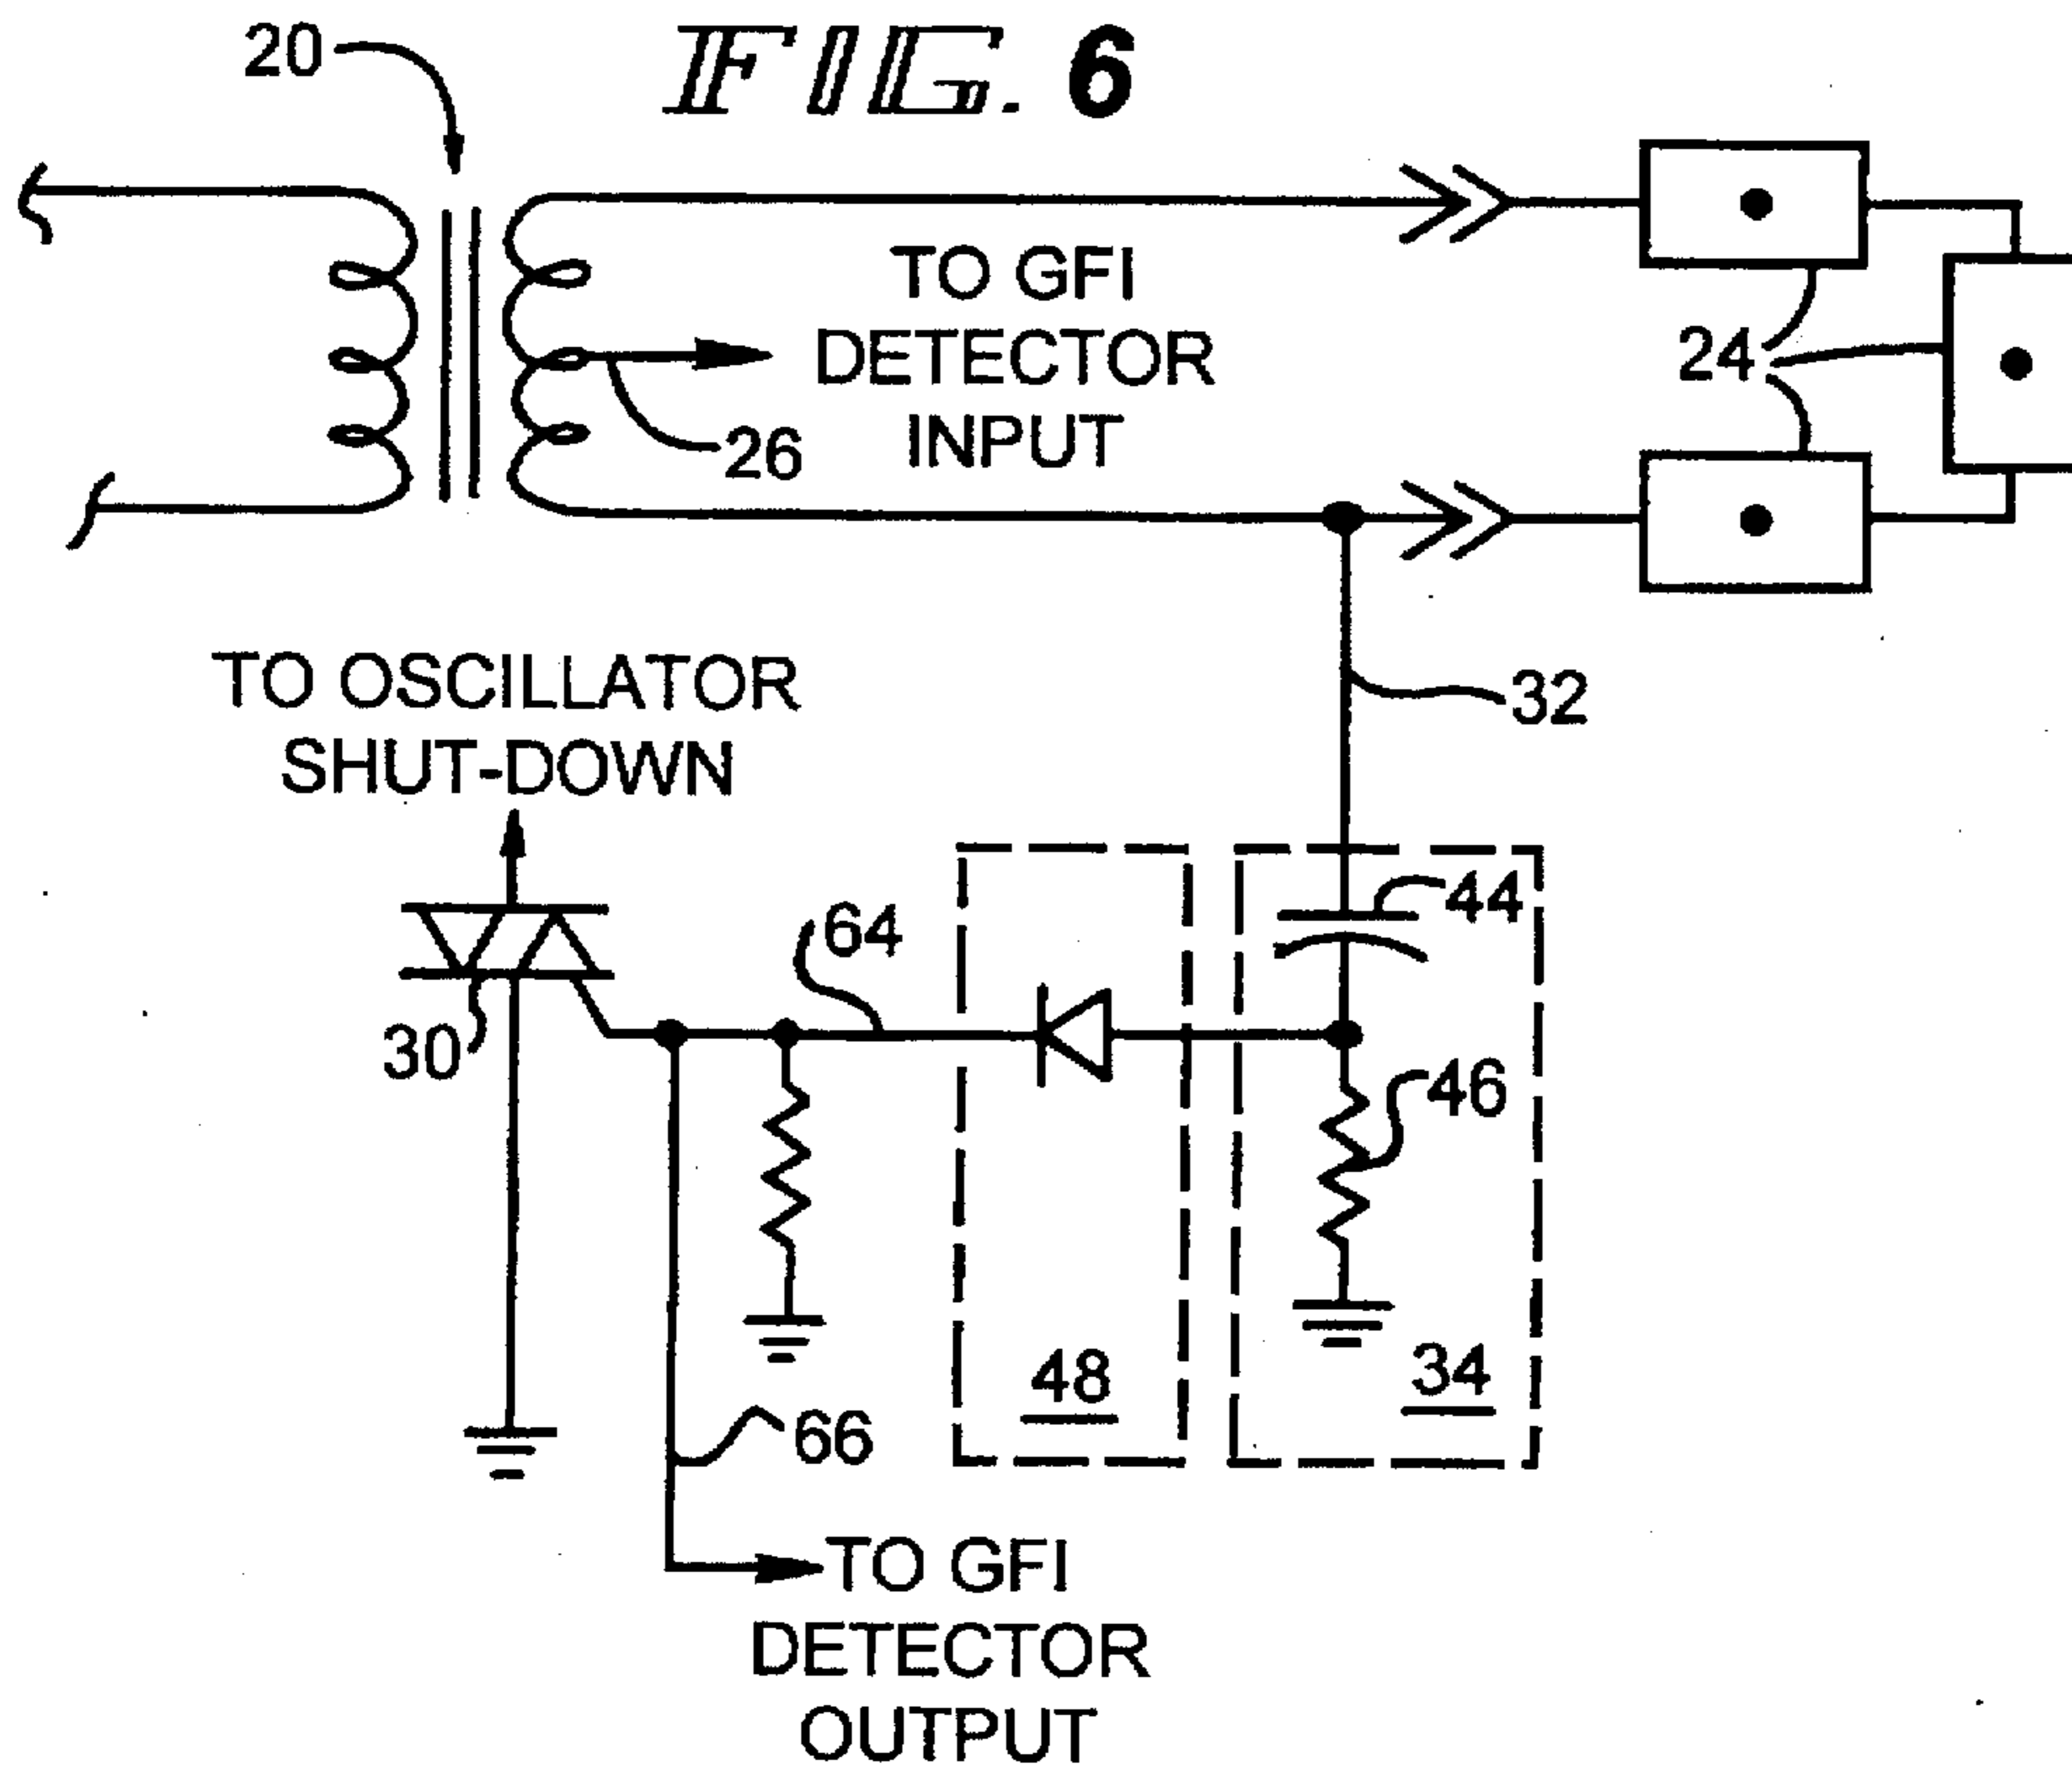 FIG. 6
20
TO GFI
DETECTOR
INPUT
24
26
32
TO OSCILLATOR
SHUT-DOWN
44
64
30
46
48
34
66
TO GFI
DETECTOR
OUTPUT